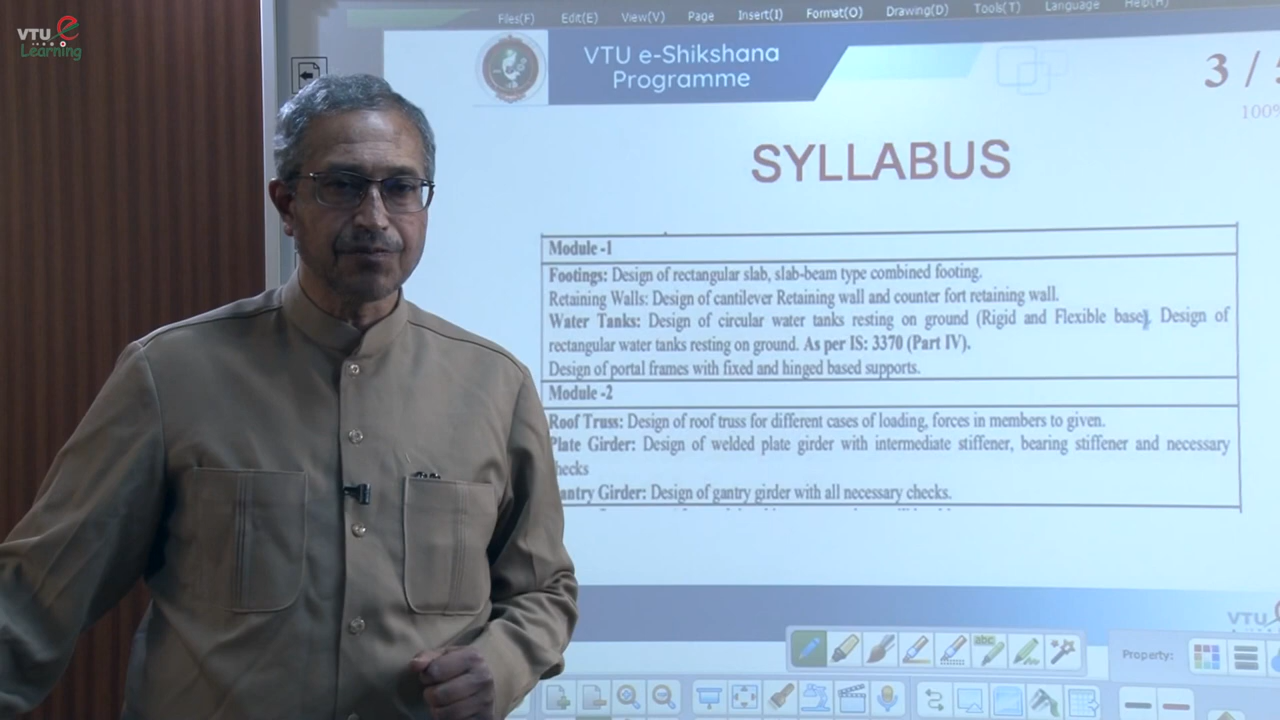 VTU e
Learning
Files(F) Edit(E) View(V) Page Insert(I) Format(O) Drawing(D) Tools(T) Language Help(H)
VTU e-Shikshana
Programme
3 /
100%
SYLLABUS
Module -1
Footings: Design of rectangular slab, slab-beam type combined footing.
Retaining Walls: Design of cantilever Retaining wall and counter fort retaining wall.
Water Tanks: Design of circular water tanks resting on ground (Rigid and Flexible base). Design of
rectangular water tanks resting on ground. As per IS: 3370 (Part IV).
Design of portal frames with fixed and hinged based supports.
Module -2
Roof Truss: Design of roof truss for different cases of loading, forces in members to given.
Plate Girder: Design of welded plate girder with intermediate stiffener, bearing stiffener and necessary
hecks
antry Girder: Design of gantry girder with all necessary checks.
VTU
abc
Property: